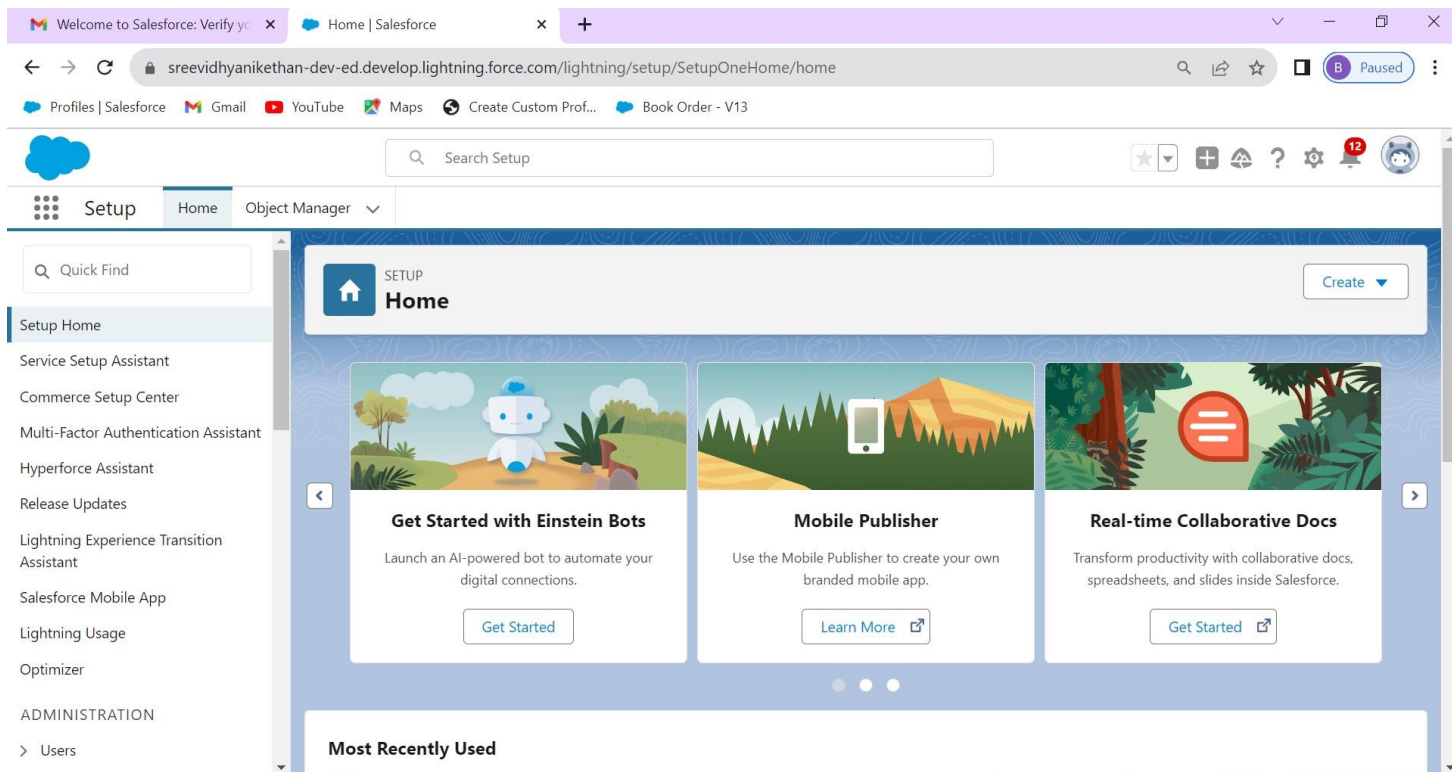 Welcome to Salesforce: Verify yo
Home | Salesforce
sreevidhyanikethan-dev-ed.develop.lightning.force.com/lightning/setup/SetupOneHome/home
B Paused
Profiles | Salesforce Gmail YouTube Maps Create Custom Prof... Book Order - V13
Search Setup
12
Setup Home Object Manager
Quick Find
Setup Home
Service Setup Assistant
Commerce Setup Center
Multi-Factor Authentication Assistant
Hyperforce Assistant
Release Updates
Lightning Experience Transition
Assistant
Salesforce Mobile App
Lightning Usage
Optimizer
ADMINISTRATION
Users
SETUP
Home
Create
Get Started with Einstein Bots
Launch an AI-powered bot to automate your
digital connections.
Get Started
Mobile Publisher
Use the Mobile Publisher to create your own
branded mobile app.
Learn More
Real-time Collaborative Docs
Transform productivity with collaborative docs,
spreadsheets, and slides inside Salesforce.
Get Started
Most Recently Used